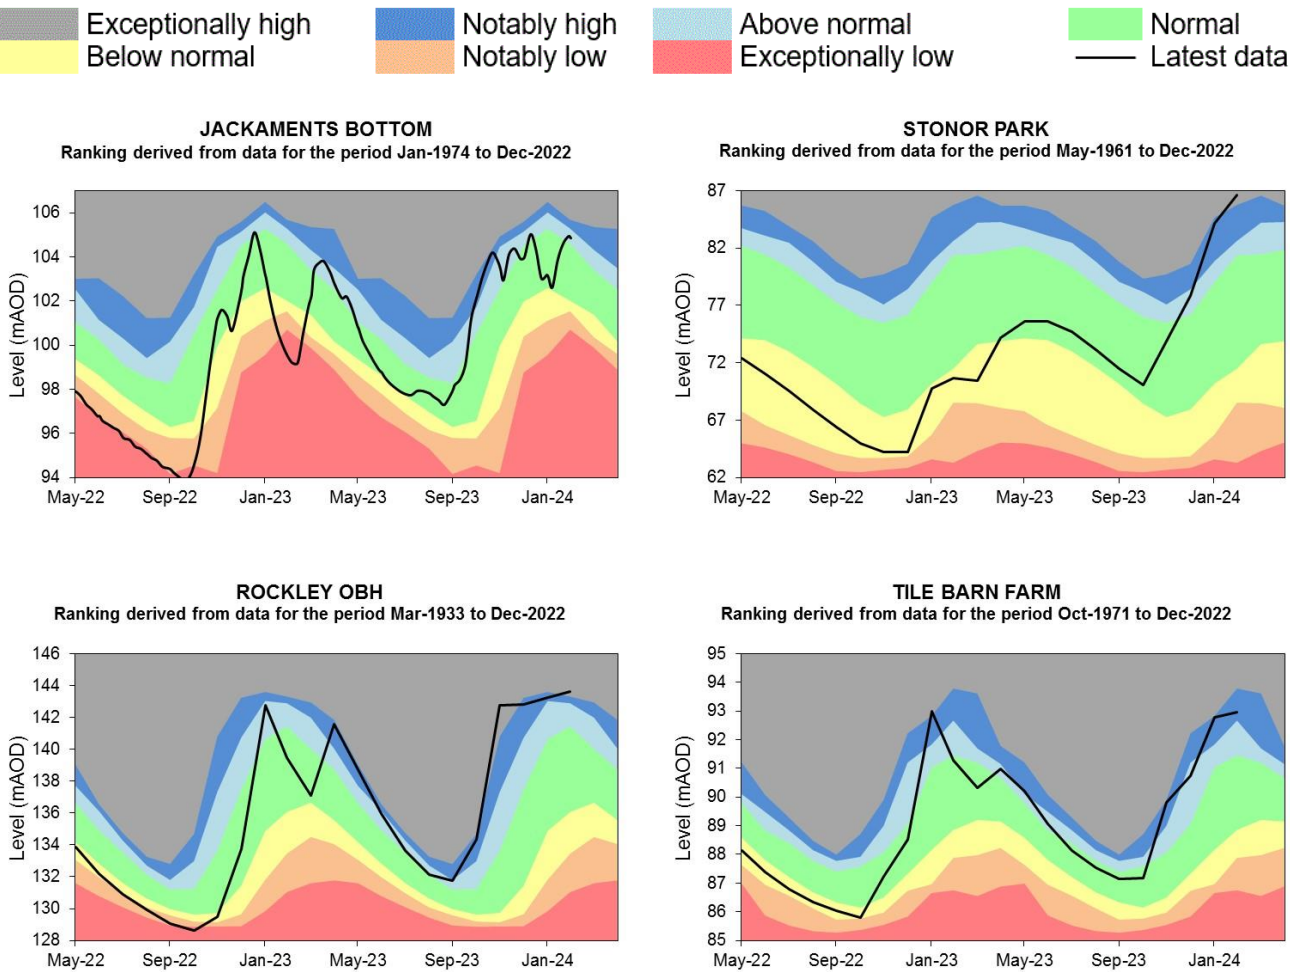 Exceptionally high Notably high Above normal Normal
Below normal Notably low Exceptionally low Latest data
JACKAMENTS BOTTOM
Ranking derived from data for the period Jan-1974 to Dec-2022
Level (mAOD)
106
104
102
100
98
96
94
May-22 Sep-22 Jan-23 May-23 Sep-23 Jan-24
STONOR PARK
Ranking derived from data for the period May-1961 to Dec-2022
Level (mAOD)
87
82
77
72
67
62
May-22 Sep-22 Jan-23 May-23 Sep-23 Jan-24
ROCKLEY OBH
Ranking derived from data for the period Mar-1933 to Dec-2022
Level (mAOD)
146
144
142
140
138
136
134
132
130
128
May-22 Sep-22 Jan-23 May-23 Sep-23 Jan-24
TILE BARN FARM
Ranking derived from data for the period Oct-1971 to Dec-2022
Level (mAOD)
95
94
93
92
91
90
89
88
87
86
85
May-22 Sep-22 Jan-23 May-23 Sep-23 Jan-24